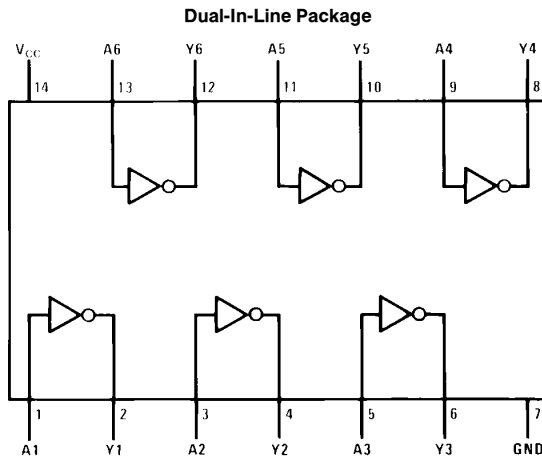 Dual-In-Line Package
VCC A6 Y6 A5 Y5 A4 Y4
14 13 12 11 10 9 8
1 2 3 4 5 6 7
A1 Y1 A2 Y2 A3 Y3 GND